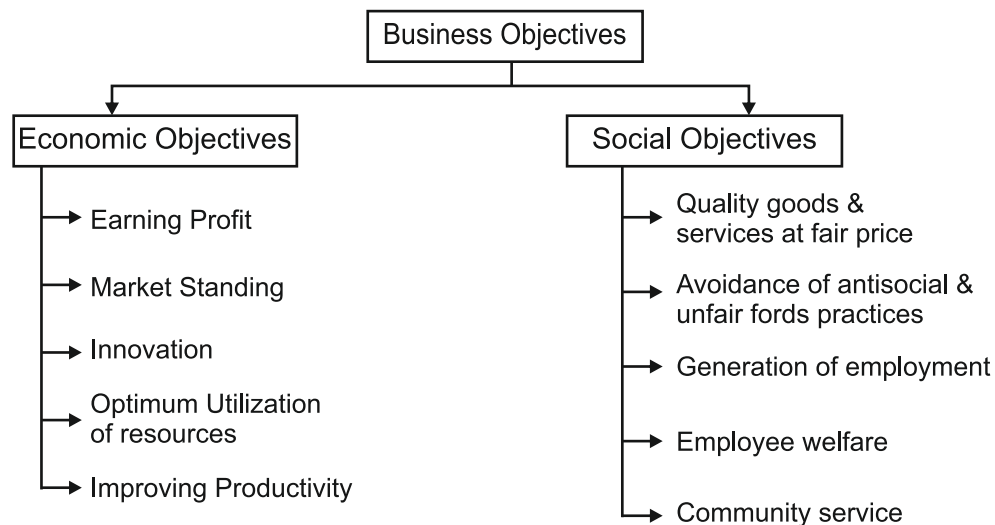 Business Objectives
Economic Objectives
Earning Profit
Market Standing
Innovation
Optimum Utilization
of resources
Improving Productivity
Social Objectives
Quality goods &
services at fair price
Avoidance of antisocial &
unfair fords practices
Generation of employment
Employee welfare
Community service